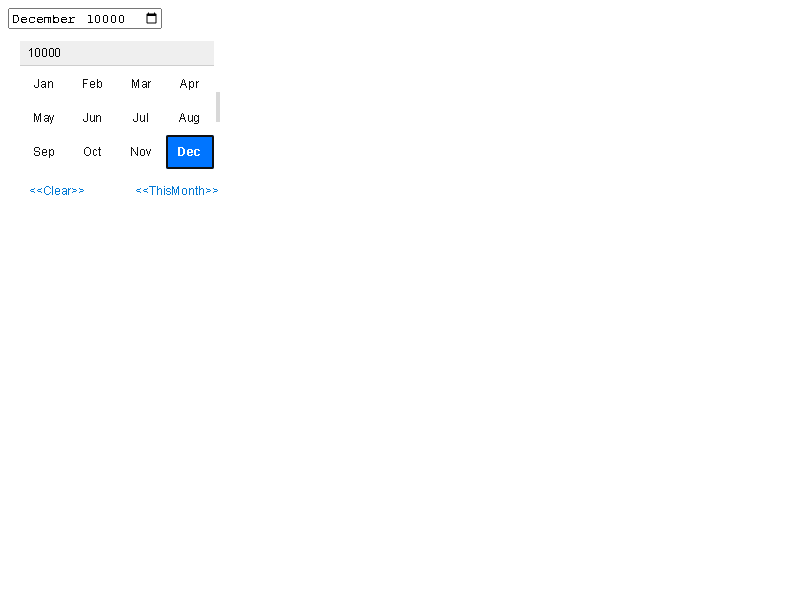 December 10000
10000
Jan Feb Mar Apr
May Jun Jul Aug
Sep Oct Nov Dec
<<Clear>> <<ThisMonth>>